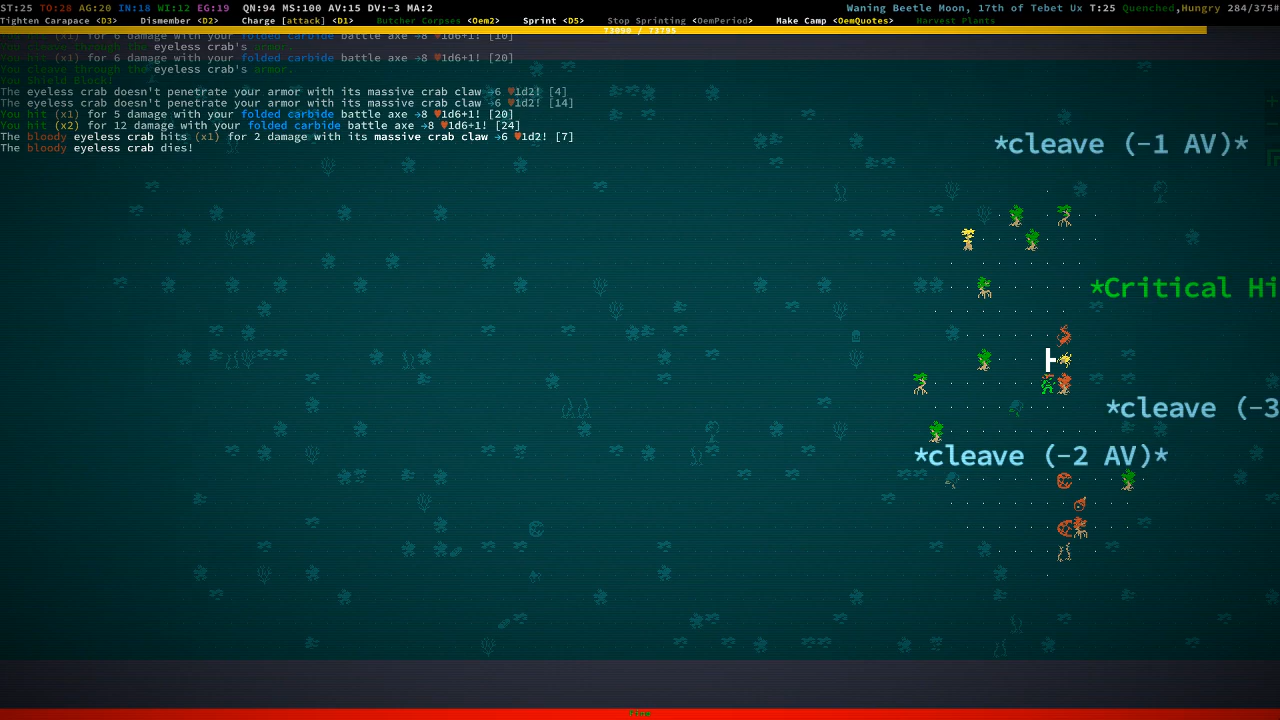 ST:25 TO:28 AG:20 IN:18 WI:12 EG:19 QN:94 MS:100 AV:15 DV:-3 MA:2 Waning Beetle Moon, 17th of Tebet Ux T:25 Quenched,Hungry 284/375#
Tighten Carapace <D3> Dismember <D2> Charge [attack] <D1> Butcher Corpses <Oem2> Sprint <D5> Stop Sprinting <OemPeriod> Make Camp <OemQuotes> Harvest Plants
You hit (x1) for 6 damage with your folded carbide battle axe →8 ♥1d6+1! [10]
You cleave through the eyeless crab's armor.
You hit (x1) for 6 damage with your folded carbide battle axe →8 ♥1d6+1! [20]
You cleave through the eyeless crab's armor.
You Shield Block!
The eyeless crab doesn't penetrate your armor with its massive crab claw →6 ♥1d2! [4]
The eyeless crab doesn't penetrate your armor with its massive crab claw →6 ♥1d2! [14]
You hit (x1) for 5 damage with your folded carbide battle axe →8 ♥1d6+1! [20]
You hit (x2) for 12 damage with your folded carbide battle axe →8 ♥1d6+1! [24]
The bloody eyeless crab hits (x1) for 2 damage with its massive crab claw →6 ♥1d2! [7]
The bloody eyeless crab dies!
*cleave (-1 AV)*
*Critical Hi
*cleave (-3
*cleave (-2 AV)*